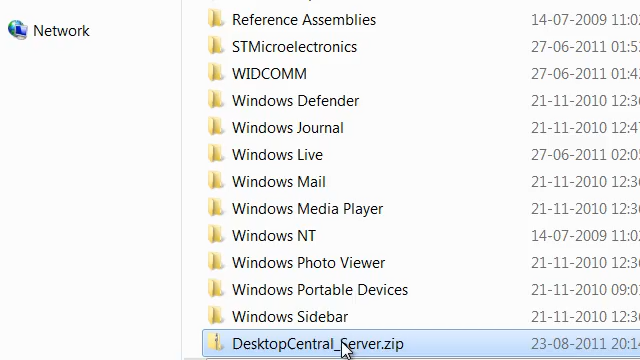 Network
Reference Assemblies 14-07-2009 11:02
STMicroelectronics 27-06-2011 01:5
WIDCOMM 27-06-2011 01:4
Windows Defender 21-11-2010 12:3
Windows Journal 21-11-2010 12:4
Windows Live 27-06-2011 02:0
Windows Mail 21-11-2010 12:3
Windows Media Player 21-11-2010 12:3
Windows NT 14-07-2009 11:0
Windows Photo Viewer 21-11-2010 12:3
Windows Portable Devices 21-11-2010 09:0
Windows Sidebar 21-11-2010 12:3
DesktopCentral_Server.zip 23-08-2011 20:1